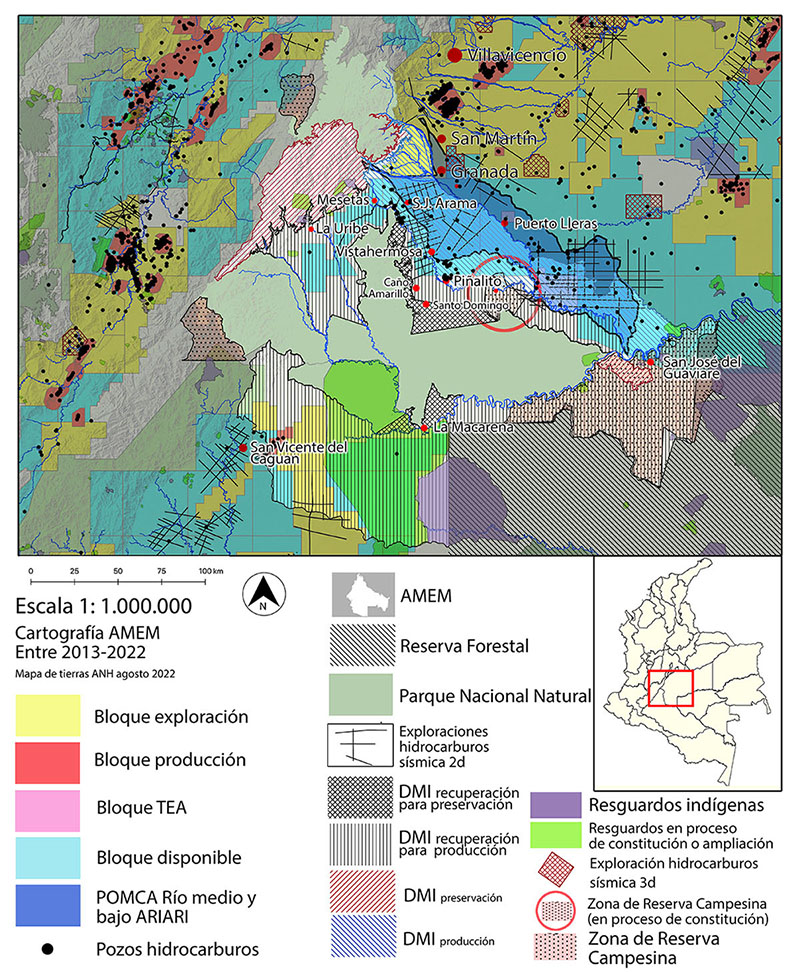 Villavicencio
San Martín
Granada
Mesetas
S.J. Arama
La Uribe
Puerto Lleras
Vistahermosa
Caño
Amarillo
Piñalito
Santo Domingo
San José del
Guaviare
La Macarena
San Vicente del
Caguan
0 25 50 75 100 km
Escala 1: 1.000.000
Cartografía AMEM
Entre 2013-2022
Mapa de tierras ANH agosto 2022
N
Bloque exploración
Bloque producción
Bloque TEA
Bloque disponible
POMCA Río medio y
bajo ARIARI
Pozos hidrocarburos
AMEM
Reserva Forestal
Parque Nacional Natural
Exploraciones
hidrocarburos
sísmica 2d
DMI recuperación
para preservación
DMI recuperación
para producción
DMI preservación
DMI producción
Resguardos indígenas
Resguardos en proceso
de constitución o ampliación
Exploración hidrocarburos
sísmica 3d
Zona de Reserva Campesina
(en proceso de constitución)
Zona de Reserva
Campesina